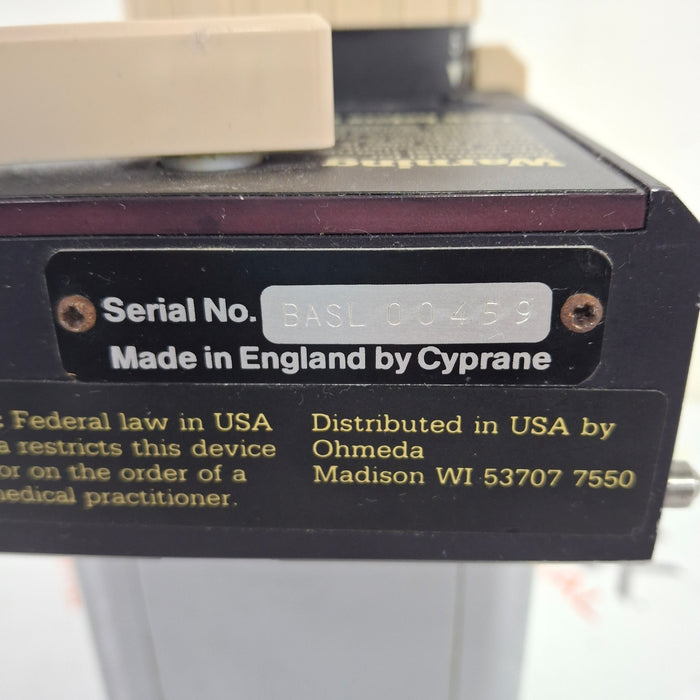 Warning
Serial No. BASL 00459
Made in England by Cyprane
Federal law in USA
restricts this device
or on the order of a
medical practitioner.
Distributed in USA by
Ohmeda
Madison WI 53707 7550